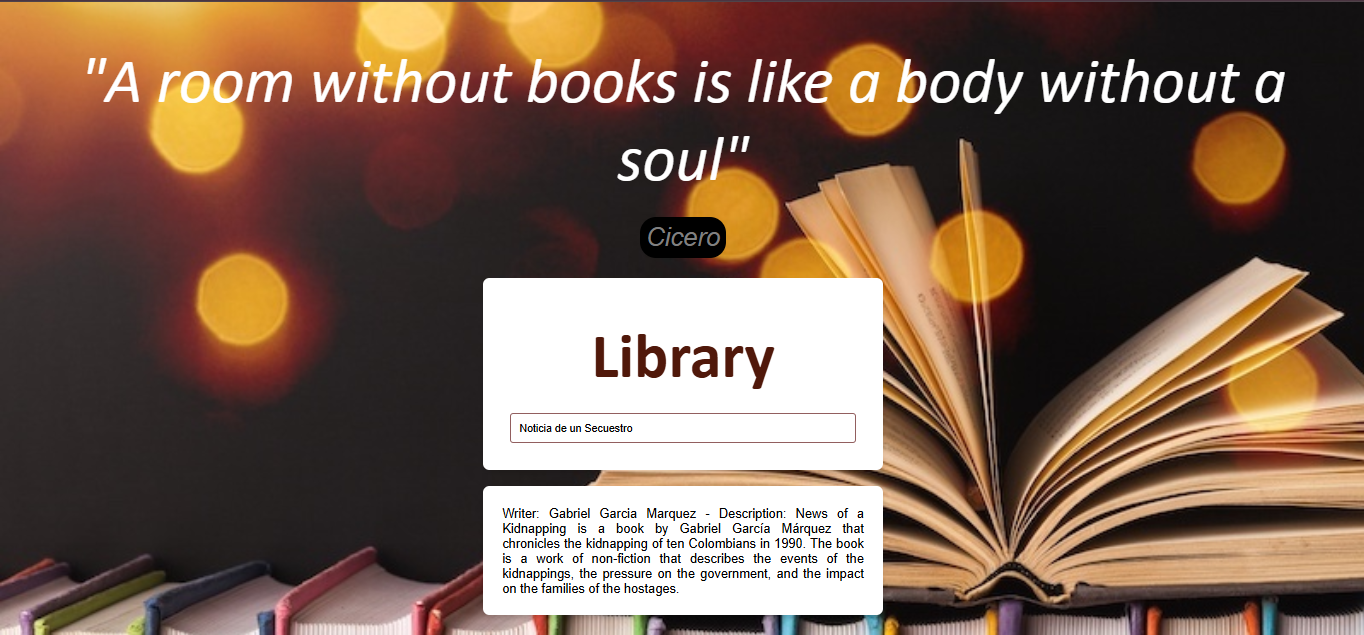 "A room without books is like a body without a
soul"
Cicero
Library
Noticia de un Secuestro
Writer: Gabriel Garcia Marquez - Description: News of a
Kidnapping is a book by Gabriel García Márquez that
chronicles the kidnapping of ten Colombians in 1990. The book
is a work of non-fiction that describes the events of the
kidnappings, the pressure on the government, and the impact
on the families of the hostages.